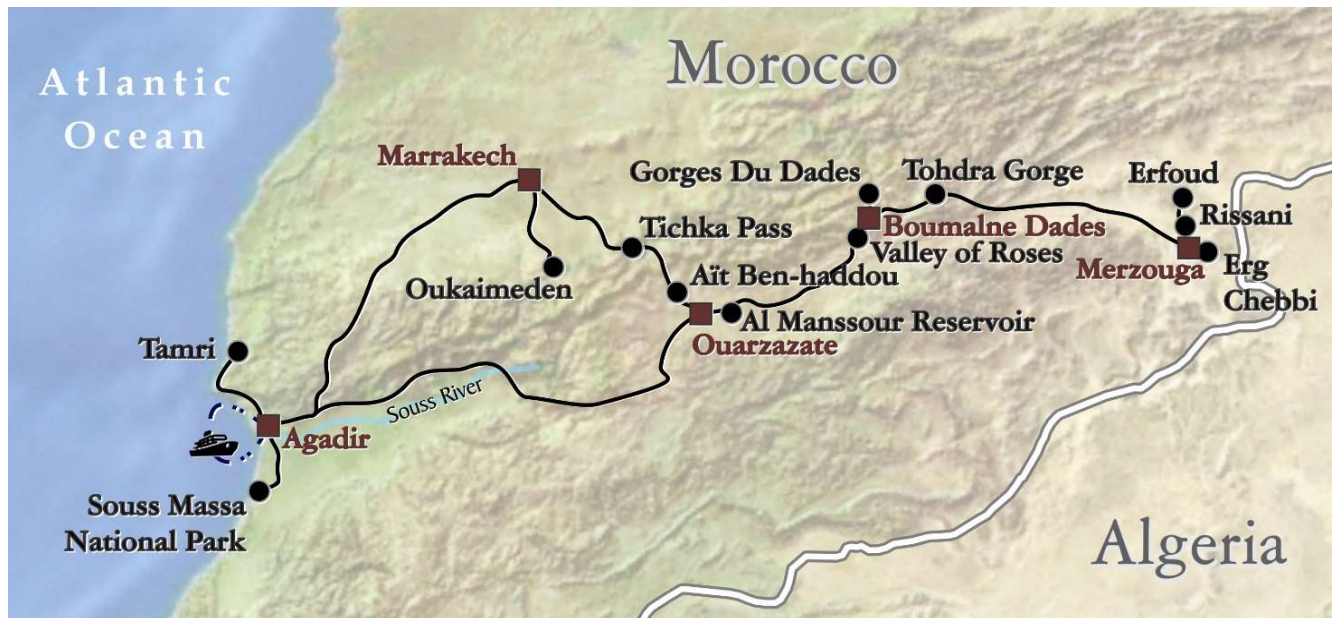 Atlantic
Ocean
Morocco
Marrakech
Gorges Du Dades
Tohdra Gorge
Erfoud
Rissani
Tichka Pass
Boumalne Dades
Valley of Roses
Merzouga
Erg
Chebbi
Oukaimeden
Aït Ben-haddou
Al Manssour Reservoir
Ouarzazate
Tamri
Souss River
Agadir
Souss Massa
National Park
Algeria